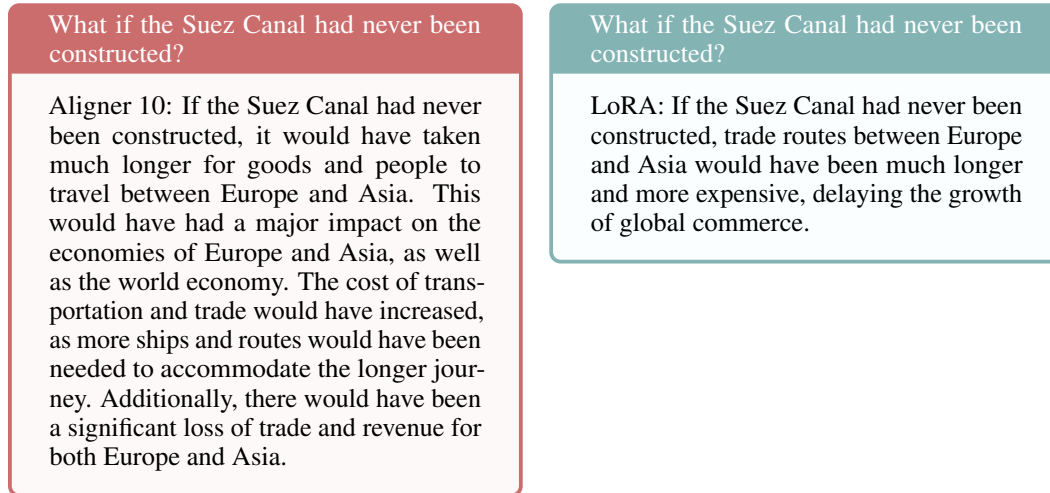 What if the Suez Canal had never been
constructed?
Aligner 10: If the Suez Canal had never
been constructed, it would have taken
much longer for goods and people to
travel between Europe and Asia. This
would have had a major impact on the
economies of Europe and Asia, as well
as the world economy. The cost of trans-
portation and trade would have increased,
as more ships and routes would have been
needed to accommodate the longer jour-
ney. Additionally, there would have been
a significant loss of trade and revenue for
both Europe and Asia.
What if the Suez Canal had never been
constructed?
LoRA: If the Suez Canal had never been
constructed, trade routes between Europe
and Asia would have been much longer
and more expensive, delaying the growth
of global commerce.